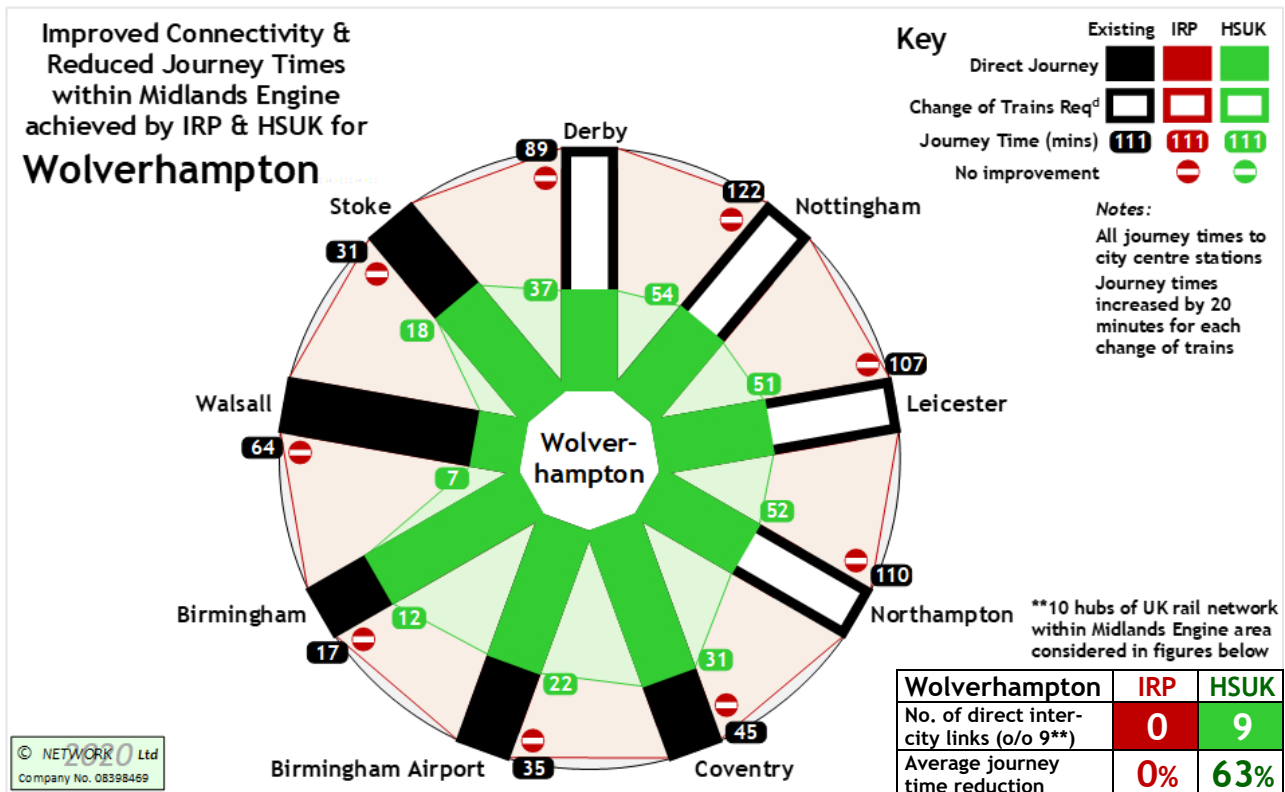 Improved Connectivity &
Reduced Journey Times
within Midlands Engine
achieved by IRP & HSUK for
Wolverhampton
Key
Existing IRP HSUK
Direct Journey
Change of Trains Reqd
Journey Time (mins) 111 111 111
No improvement
Notes:
All journey times to
city centre stations
Journey times
increased by 20
minutes for each
change of trains
Derby
89
37
Nottingham
122
54
Leicester
107
51
Northampton
110
52
Coventry
45
31
Birmingham Airport
35
22
Birmingham
17
12
Walsall
64
7
Stoke
31
18
Wolver-
hampton
**10 hubs of UK rail network
within Midlands Engine area
considered in figures below
Wolverhampton IRP HSUK
No. of direct inter-
city links (o/o 9**) 0 9
Average journey
time reduction 0% 63%
© NETWORK 2020 Ltd
Company No. 08398469